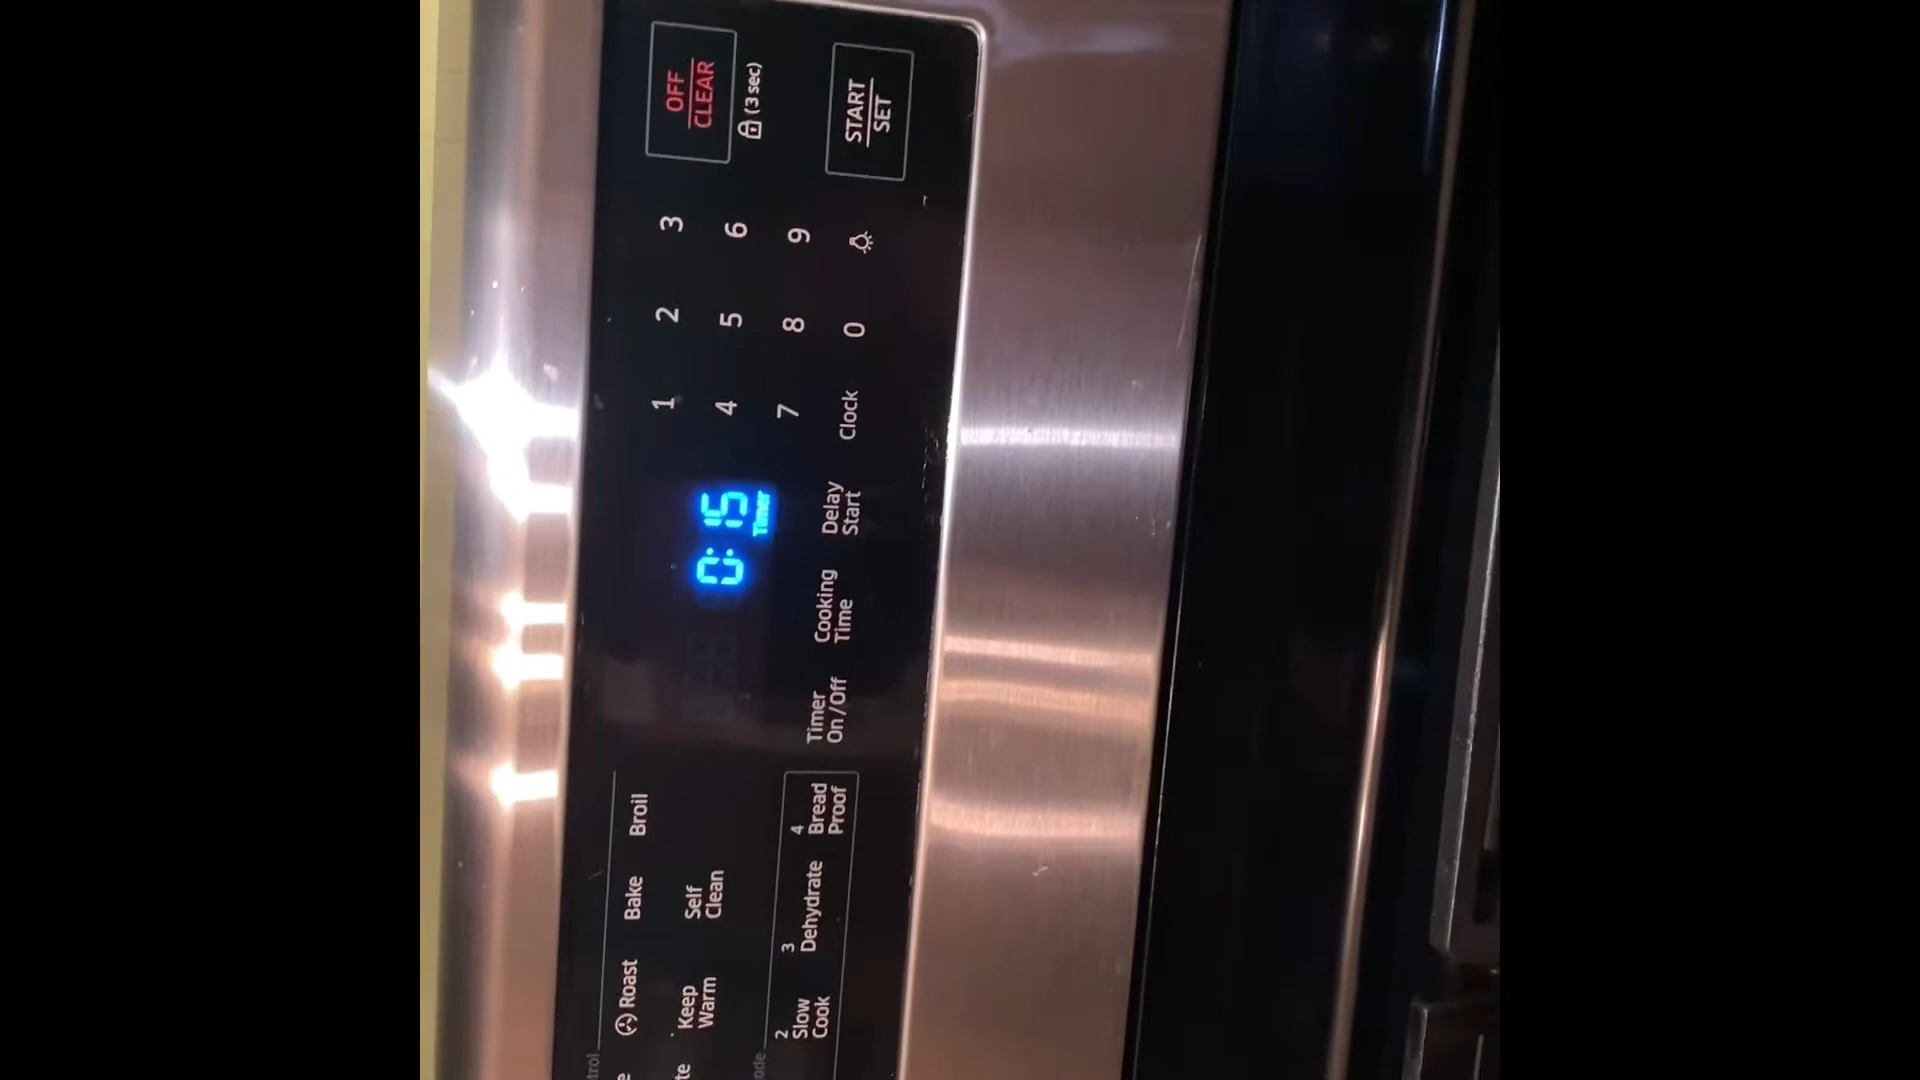 OFF
CLEAR
(3 sec)
START
SET
1 2 3
4 5 6
7 8 9
0
0:15
Timer
Broil
Bake
Roast
Self
Clean
Keep
Warm
Timer
On/Off
Cooking
Time
Delay
Start
Clock
2
Slow
Cook
3
Dehydrate
4
Bread
Proof